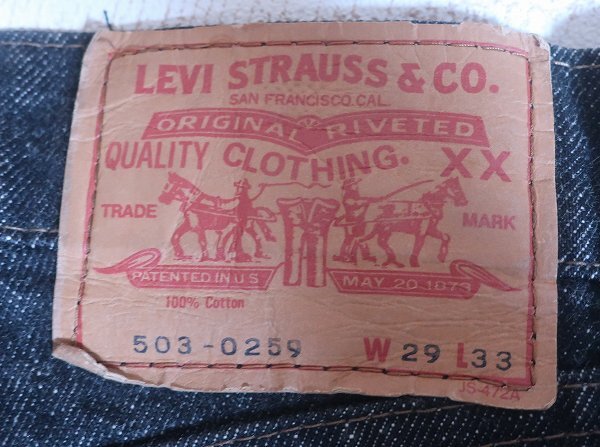 LEVI STRAUSS & CO.
SAN FRANCISCO, CAL.
ORIGINAL RIVETED
QUALITY CLOTHING. XX
TRADE MARK
PATENTED IN U.S. MAY 20 1873
100% Cotton
503-0259 W 29 L 33
JS-472A